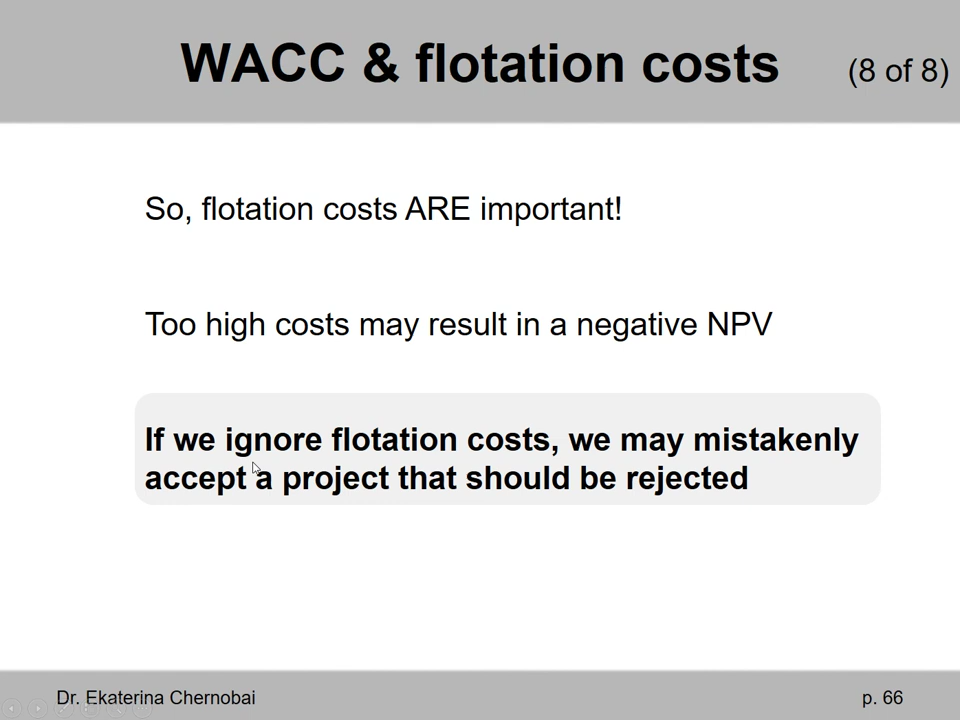 WACC & flotation costs (8 of 8)
So, flotation costs ARE important!
Too high costs may result in a negative NPV
If we ignore flotation costs, we may mistakenly
accept a project that should be rejected
Dr. Ekaterina Chernobai p. 66